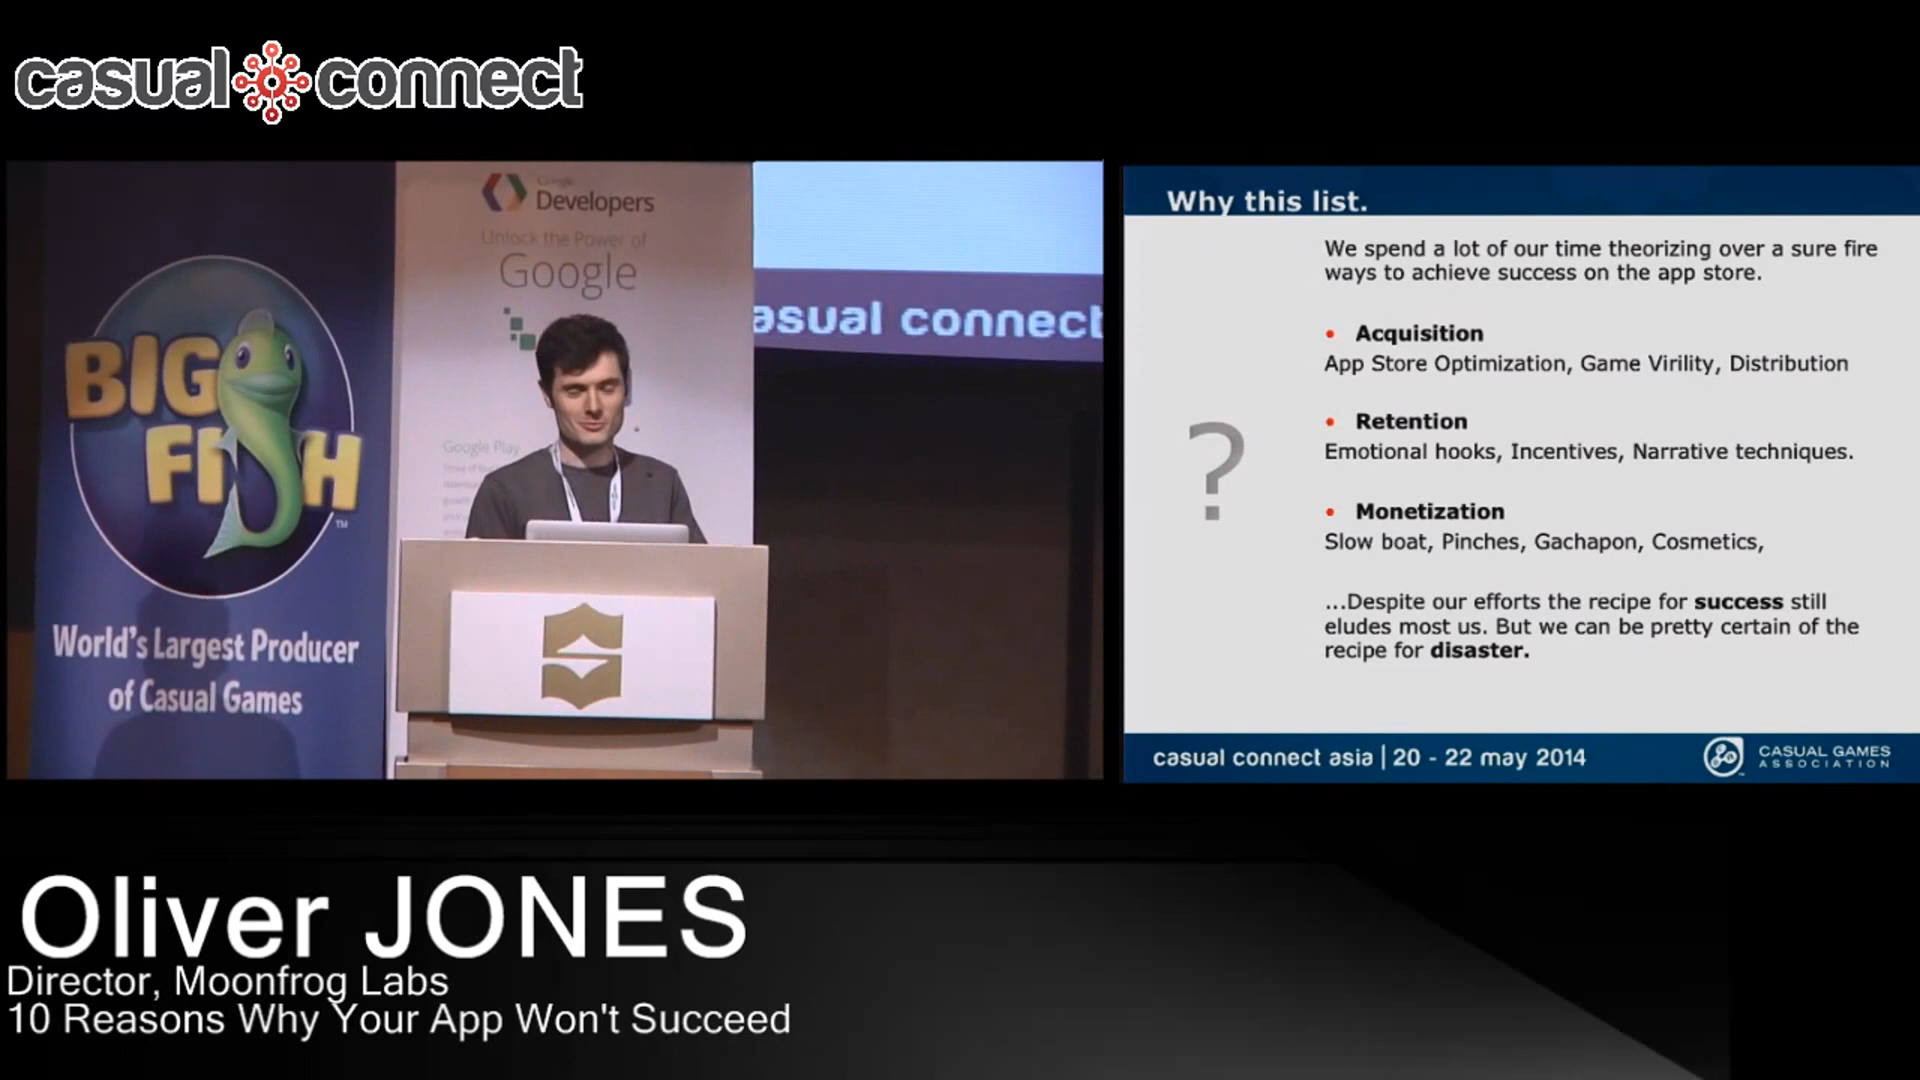 casual connect
BIG
FISH
TM
World's Largest Producer
of Casual Games
Google
Developers
Unlock the Power of
Google
Google Play
asual connect
Why this list.
We spend a lot of our time theorizing over a sure fire
ways to achieve success on the app store.
• Acquisition
App Store Optimization, Game Virility, Distribution
• Retention
Emotional hooks, Incentives, Narrative techniques.
?
• Monetization
Slow boat, Pinches, Gachapon, Cosmetics,
...Despite our efforts the recipe for success still
eludes most us. But we can be pretty certain of the
recipe for disaster.
casual connect asia | 20 - 22 may 2014
CASUAL GAMES
ASSOCIATION
Oliver JONES
Director, Moonfrog Labs
10 Reasons Why Your App Won't Succeed